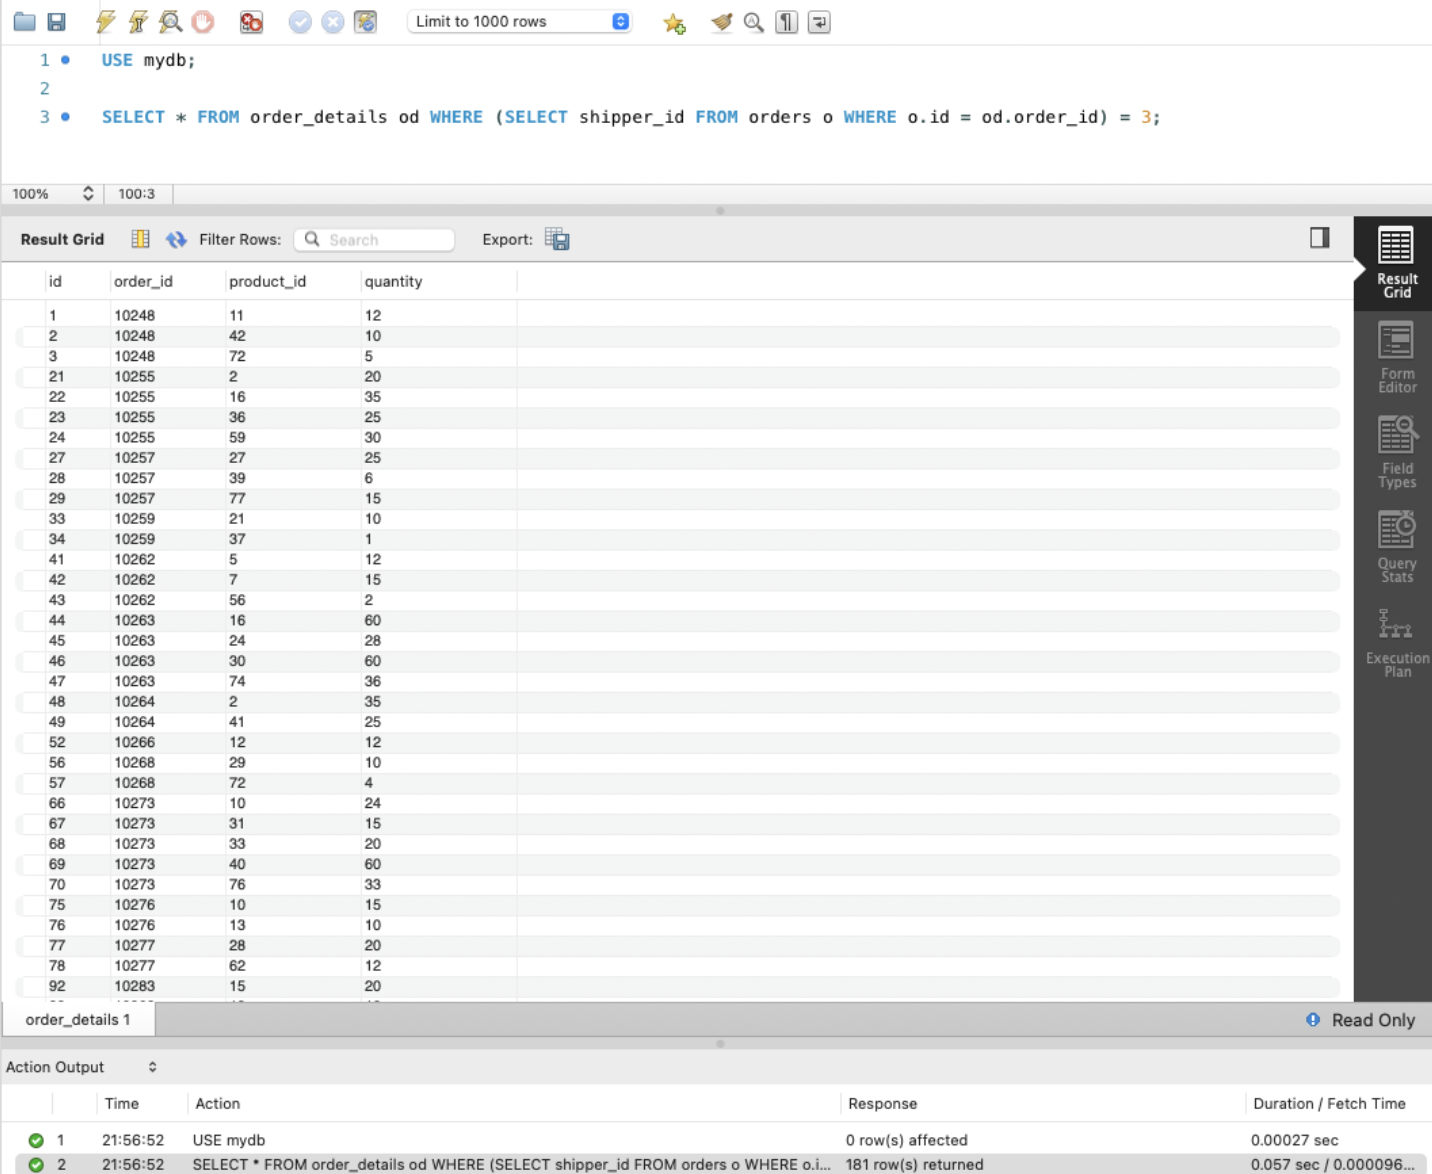 Limit to 1000 rows
1 USE mydb;
2
3 SELECT * FROM order_details od WHERE (SELECT shipper_id FROM orders o WHERE o.id = od.order_id) = 3;
100% 100:3
Result Grid Filter Rows: Search Export:
id order_id product_id quantity
1 10248 11 12
2 10248 42 10
3 10248 72 5
21 10255 2 20
22 10255 16 35
23 10255 36 25
24 10255 59 30
27 10257 27 25
28 10257 39 6
29 10257 77 15
33 10259 21 10
34 10259 37 1
41 10262 5 12
42 10262 7 15
43 10262 56 2
44 10263 16 60
45 10263 24 28
46 10263 30 60
47 10263 74 36
48 10264 2 35
49 10264 41 25
52 10266 12 12
56 10268 29 10
57 10268 72 4
66 10273 10 24
67 10273 31 15
68 10273 33 20
69 10273 40 60
70 10273 76 33
75 10276 10 15
76 10276 13 10
77 10277 28 20
78 10277 62 12
92 10283 15 20
Result
Grid
Form
Editor
Field
Types
Query
Stats
Execution
Plan
order_details 1 Read Only
Action Output
Time Action Response Duration / Fetch Time
1 21:56:52 USE mydb 0 row(s) affected 0.00027 sec
2 21:56:52 SELECT * FROM order_details od WHERE (SELECT shipper_id FROM orders o WHERE o.i... 181 row(s) returned 0.057 sec / 0.000096...